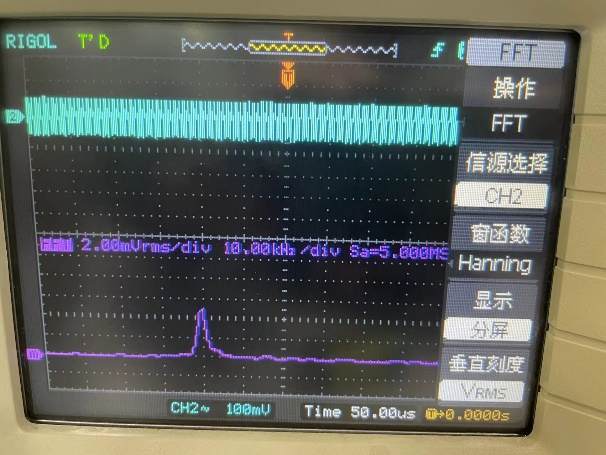 RIGOL T'D
FFT
操作
FFT
信源选择
CH2
窗函数
Hanning
显示
分屏
垂直刻度
VRMS
2
FFT 2.00mVrms/div 10.00kHz/div Sa=5.000MS
CH2~ 100mV Time 50.00us T→0.0000s